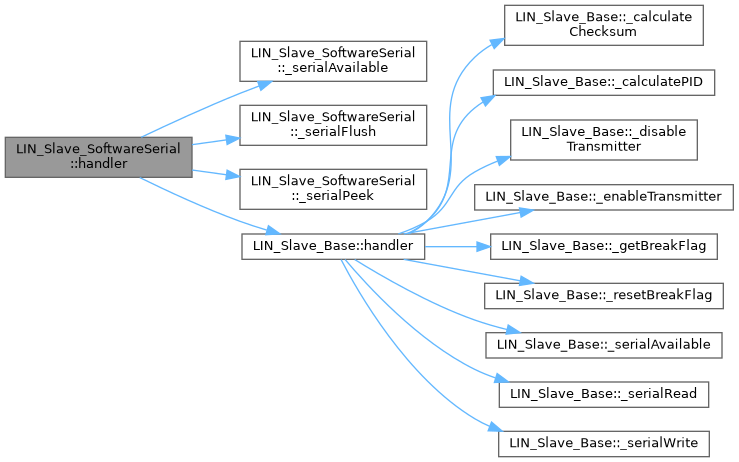 LIN_Slave_SoftwareSerial
::handler
LIN_Slave_SoftwareSerial
::_serialAvailable
LIN_Slave_SoftwareSerial
::_serialFlush
LIN_Slave_SoftwareSerial
::_serialPeek
LIN_Slave_Base::handler
LIN_Slave_Base::_calculate
Checksum
LIN_Slave_Base::_calculatePID
LIN_Slave_Base::_disable
Transmitter
LIN_Slave_Base::_enableTransmitter
LIN_Slave_Base::_getBreakFlag
LIN_Slave_Base::_resetBreakFlag
LIN_Slave_Base::_serialAvailable
LIN_Slave_Base::_serialRead
LIN_Slave_Base::_serialWrite